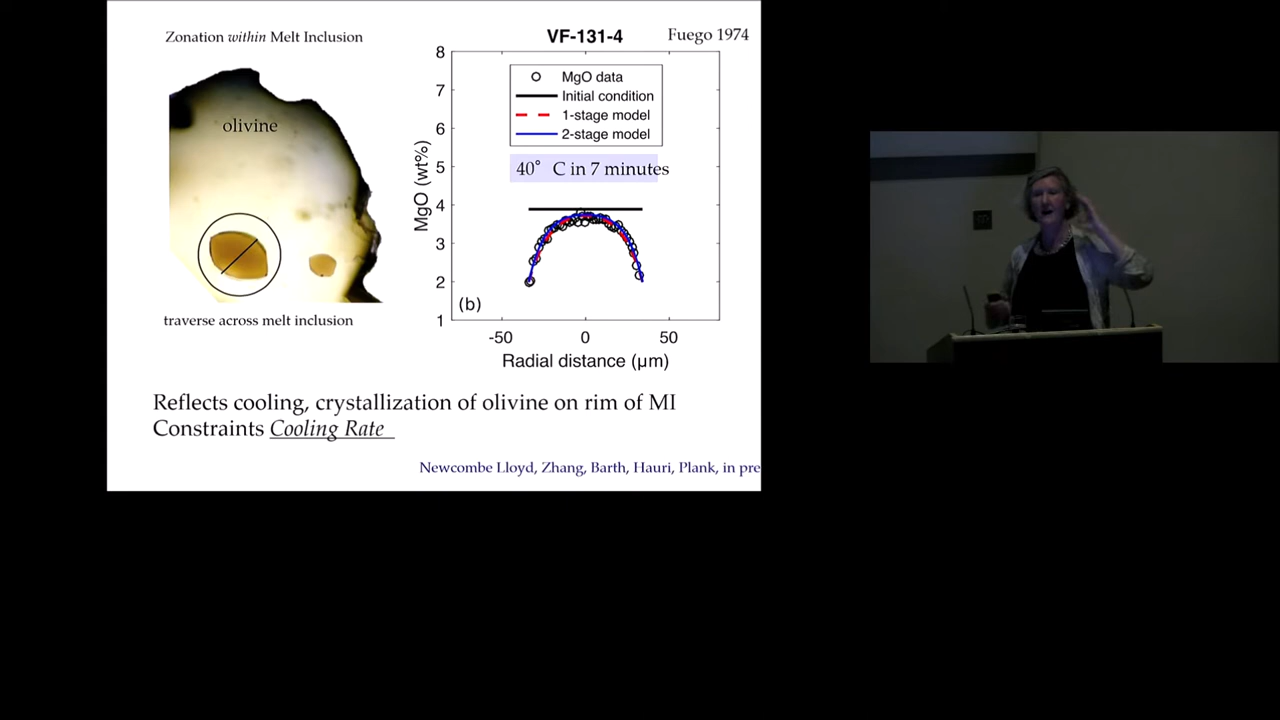 Zonation within Melt Inclusion
VF-131-4
Fuego 1974
olivine
traverse across melt inclusion
8
7
6
5
4
3
2
1
MgO (wt%)
MgO data
Initial condition
1-stage model
2-stage model
40° C in 7 minutes
(b)
-50 0 50
Radial distance (µm)
Reflects cooling, crystallization of olivine on rim of MI
Constraints Cooling Rate
Newcombe Lloyd, Zhang, Barth, Hauri, Plank, in pre